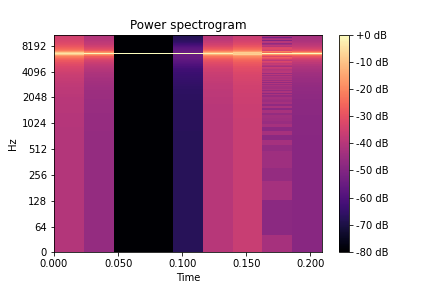 Power spectrogram
8192
4096
2048
1024
512
256
128
64
0
Hz
0.000 0.050 0.100 0.150 0.200
Time
+0 dB
-10 dB
-20 dB
-30 dB
-40 dB
-50 dB
-60 dB
-70 dB
-80 dB